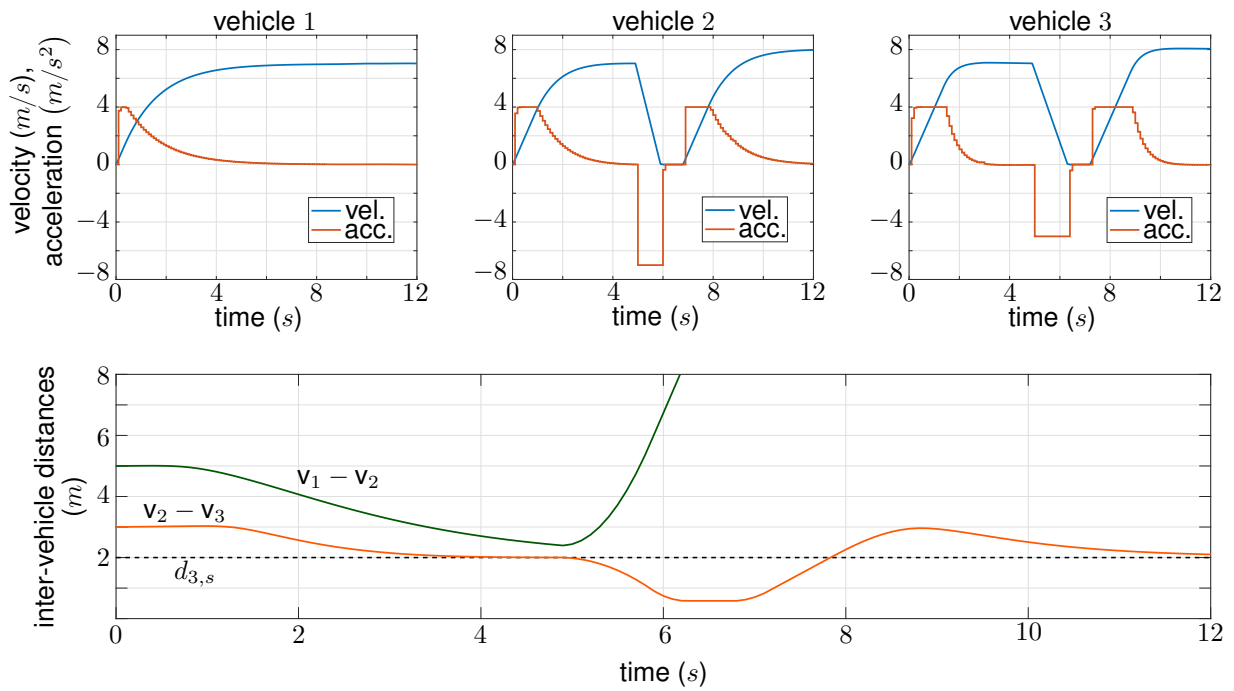 vehicle 1
vehicle 2
vehicle 3
velocity (m/s),
acceleration (m/s²)
8
4
0
−4
−8
vel.
acc.
0
4
8
12
time (s)
8
4
0
−4
−8
vel.
acc.
0
4
8
12
time (s)
8
4
0
−4
−8
vel.
acc.
0
4
8
12
time (s)
inter-vehicle distances
(m)
8
6
4
2
v₁ − v₂
v₂ − v₃
d₃,ₛ
0
2
4
6
8
10
12
time (s)